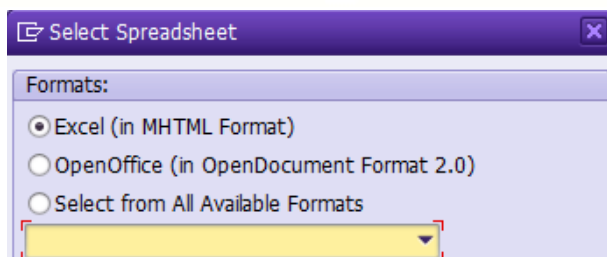 Select Spreadsheet
Formats:
Excel (in MHTML Format)
OpenOffice (in OpenDocument Format 2.0)
Select from All Available Formats